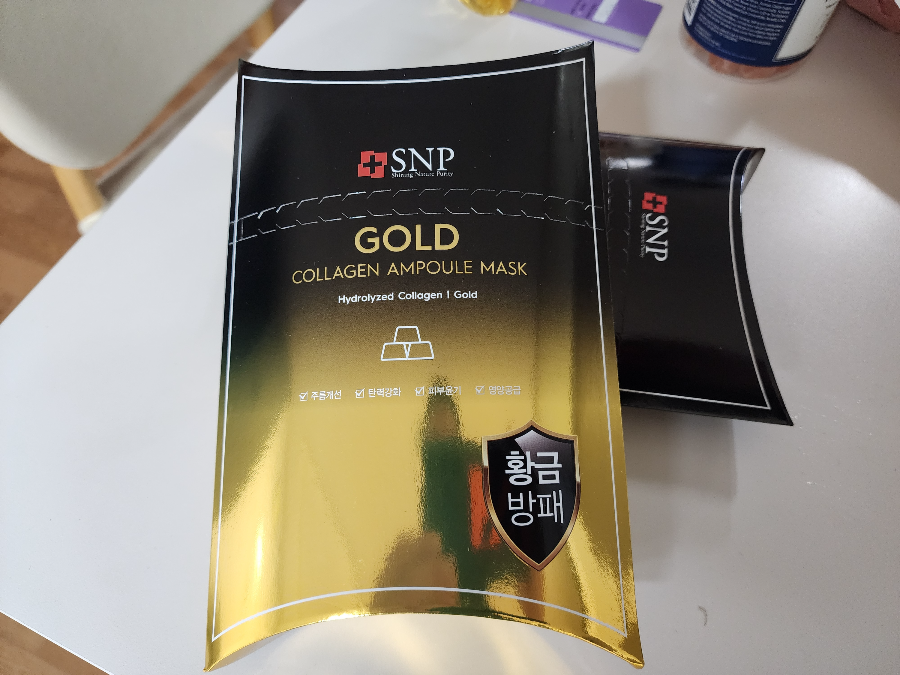 SNP
Shining Nature Purity
GOLD
COLLAGEN AMPOULE MASK
Hydrolyzed Collagen | Gold
주름개선 탄력강화 피부윤기 영양공급
황금
방패
SNP
Shining Nature Purity